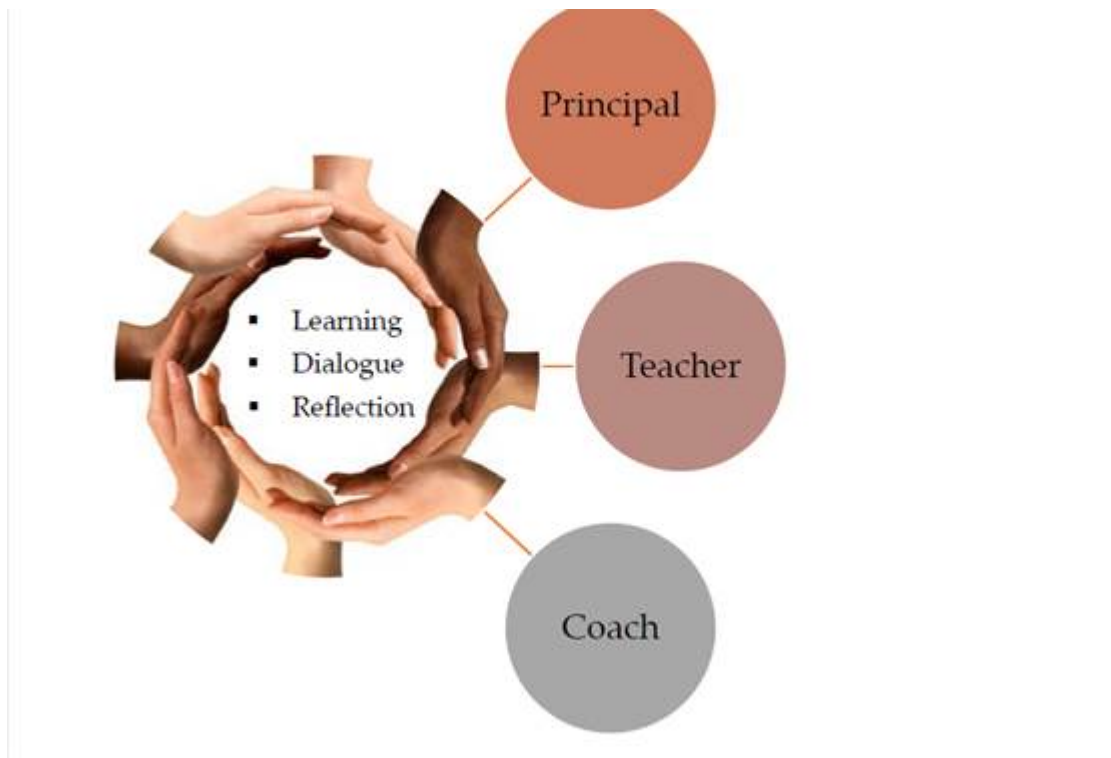 Principal
▪ Learning
▪ Dialogue
▪ Reflection
Teacher
Coach